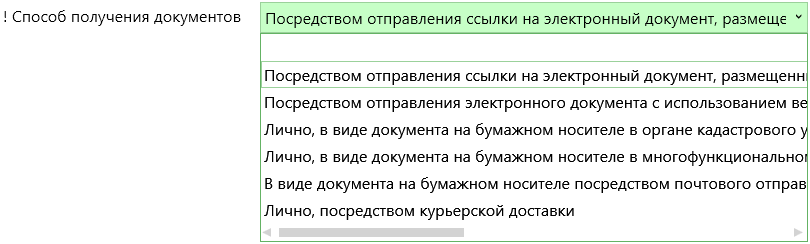 ! Способ получения документов
Посредством отправления ссылки на электронный документ, размеще
Посредством отправления ссылки на электронный документ, размещенн
Посредством отправления электронного документа с использованием ве
Лично, в виде документа на бумажном носителе в органе кадастрового у
Лично, в виде документа на бумажном носителе в многофункционально
В виде документа на бумажном носителе посредством почтового отправ
Лично, посредством курьерской доставки